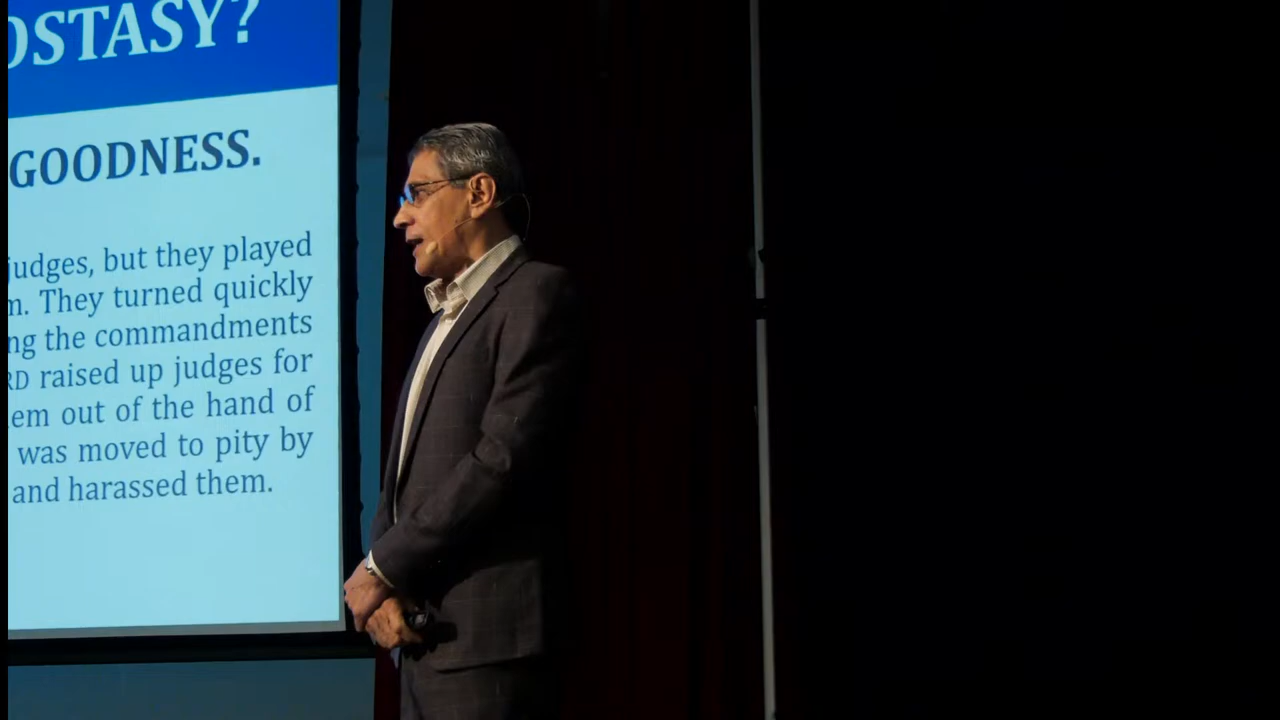 OSTASY?
GOODNESS.
judges, but they played
m. They turned quickly
ng the commandments
RD raised up judges for
em out of the hand of
was moved to pity by
and harassed them.